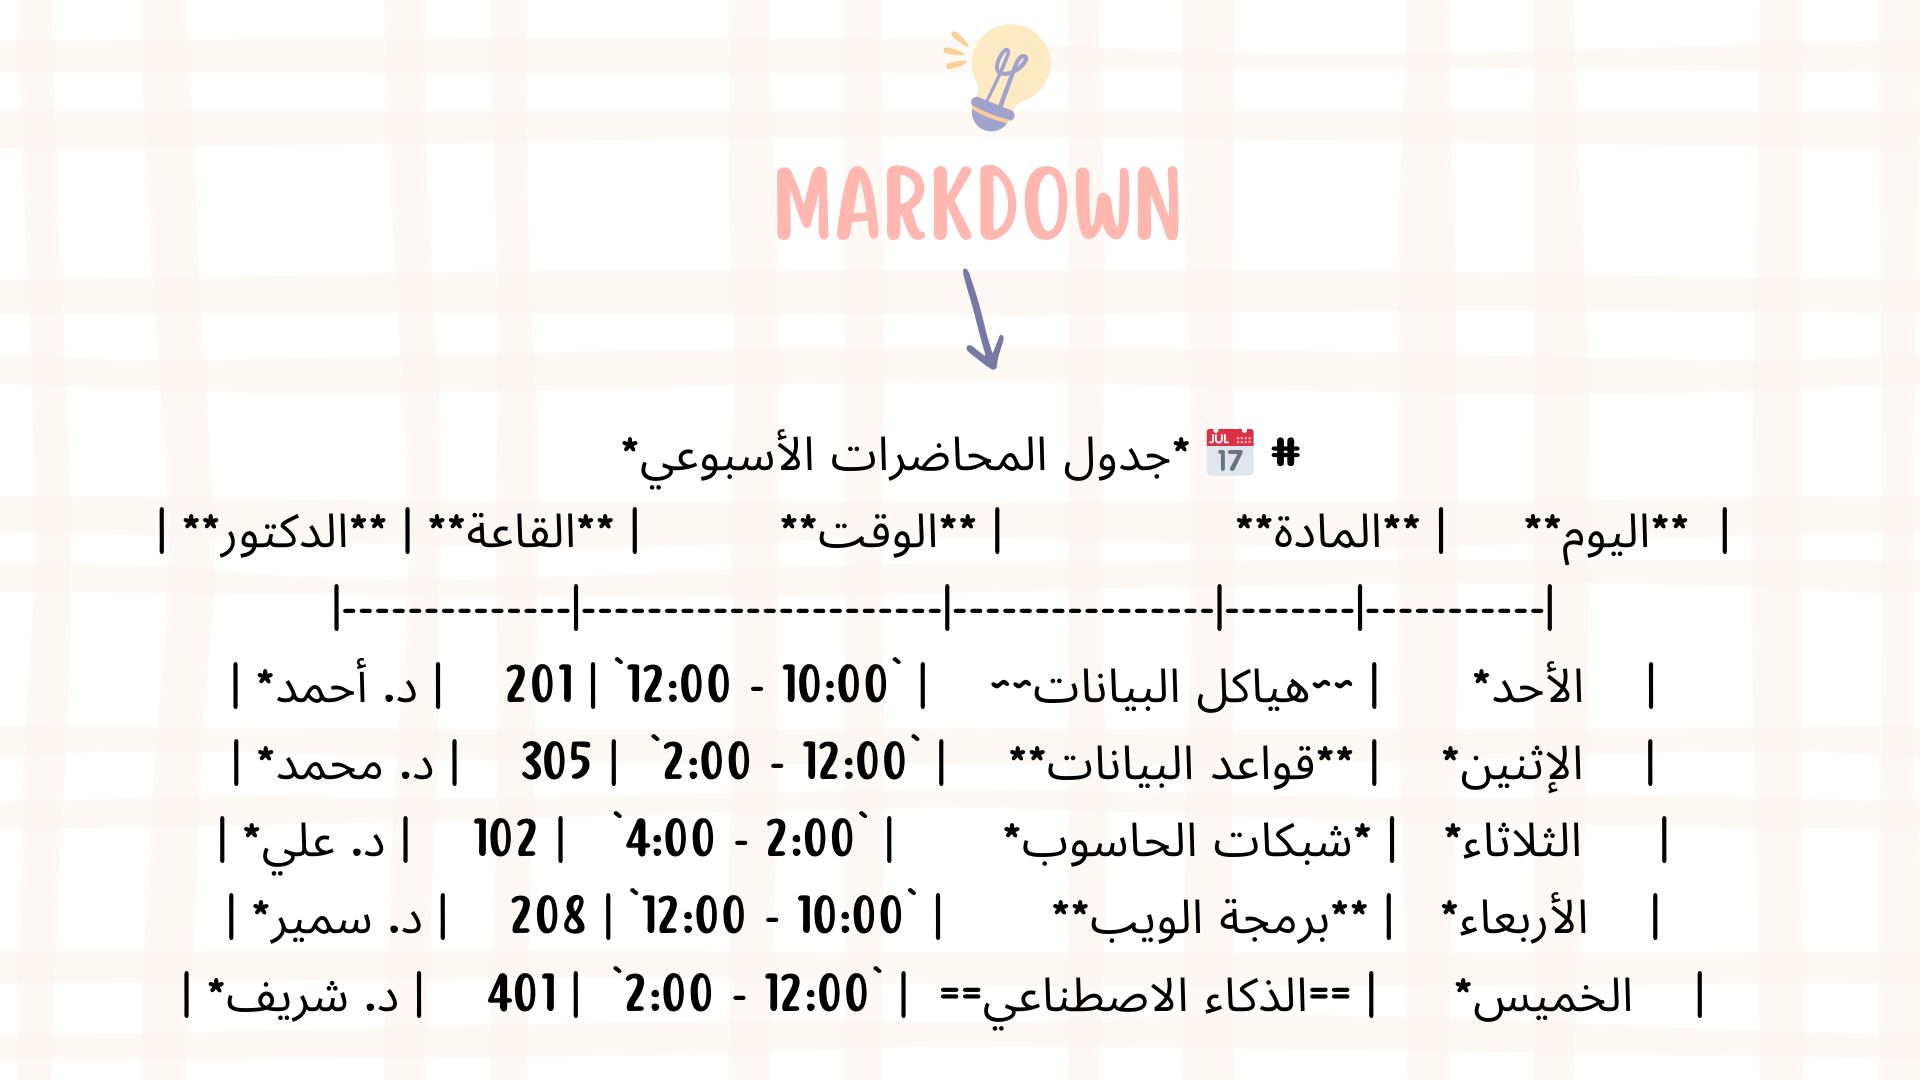 MARKDOWN
# 📅 *جدول المحاضرات الأسبوعي*
| **اليوم** | **المادة** | **الوقت** | **القاعة** | **الدكتور** |
|-----------|--------|----------------|----------------------|--------------|
| الأحد* | ~~هياكل البيانات~~ | `10:00 - 12:00` | 201 | د. أحمد* |
| الإثنين* | **قواعد البيانات** | `12:00 - 2:00` | 305 | د. محمد* |
| الثلاثاء* | *شبكات الحاسوب* | `2:00 - 4:00` | 102 | د. علي* |
| الأربعاء* | **برمجة الويب** | `10:00 - 12:00` | 208 | د. سمير* |
| الخميس* | ==الذكاء الاصطناعي== | `12:00 - 2:00` | 401 | د. شريف* |